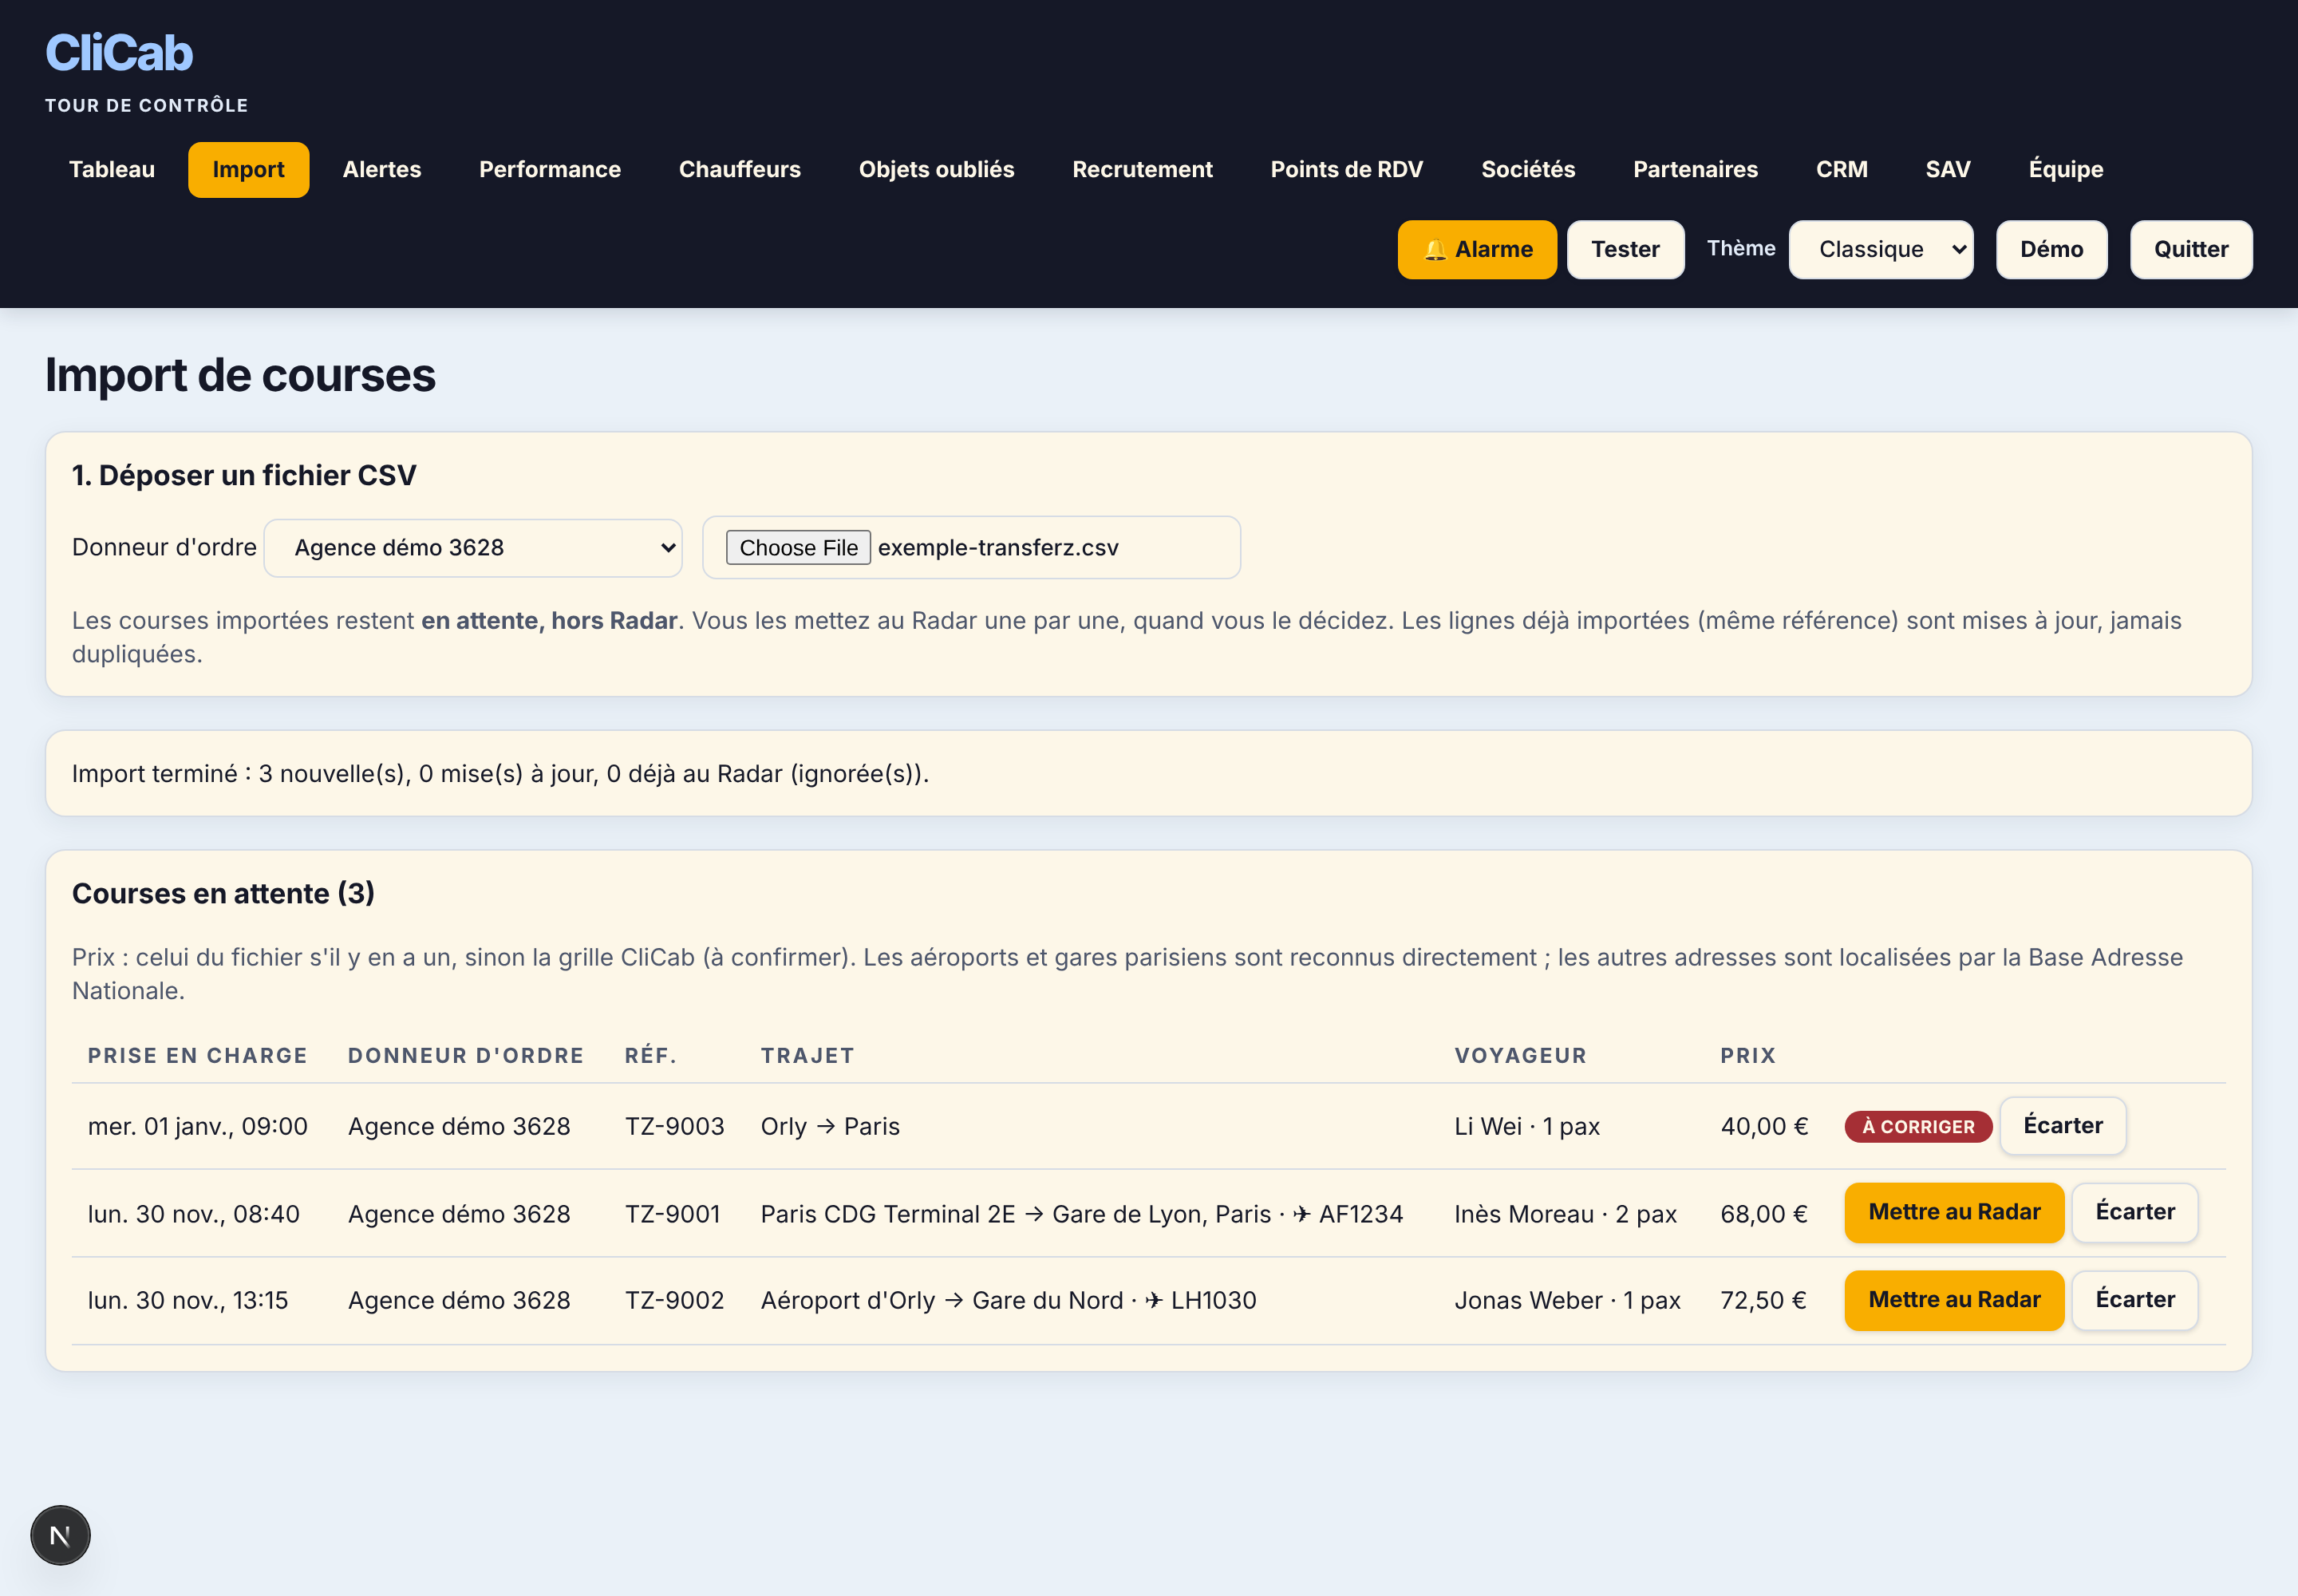 CliCab
TOUR DE CONTRÔLE
Tableau Import Alertes Performance Chauffeurs Objets oubliés Recrutement Points de RDV Sociétés Partenaires CRM SAV Équipe
🔔 Alarme Tester Thème Classique Démo Quitter
Import de courses
1. Déposer un fichier CSV
Donneur d'ordre Agence démo 3628 Choose File exemple-transferz.csv
Les courses importées restent en attente, hors Radar. Vous les mettez au Radar une par une, quand vous le décidez. Les lignes déjà importées (même référence) sont mises à jour, jamais
dupliquées.
Import terminé : 3 nouvelle(s), 0 mise(s) à jour, 0 déjà au Radar (ignorée(s)).
Courses en attente (3)
Prix : celui du fichier s'il y en a un, sinon la grille CliCab (à confirmer). Les aéroports et gares parisiens sont reconnus directement ; les autres adresses sont localisées par la Base Adresse
Nationale.
PRISE EN CHARGE DONNEUR D'ORDRE RÉF. TRAJET VOYAGEUR PRIX
mer. 01 janv., 09:00 Agence démo 3628 TZ-9003 Orly → Paris Li Wei · 1 pax 40,00 € À CORRIGER Écarter
lun. 30 nov., 08:40 Agence démo 3628 TZ-9001 Paris CDG Terminal 2E → Gare de Lyon, Paris · ✈ AF1234 Inès Moreau · 2 pax 68,00 € Mettre au Radar Écarter
lun. 30 nov., 13:15 Agence démo 3628 TZ-9002 Aéroport d'Orly → Gare du Nord · ✈ LH1030 Jonas Weber · 1 pax 72,50 € Mettre au Radar Écarter
N